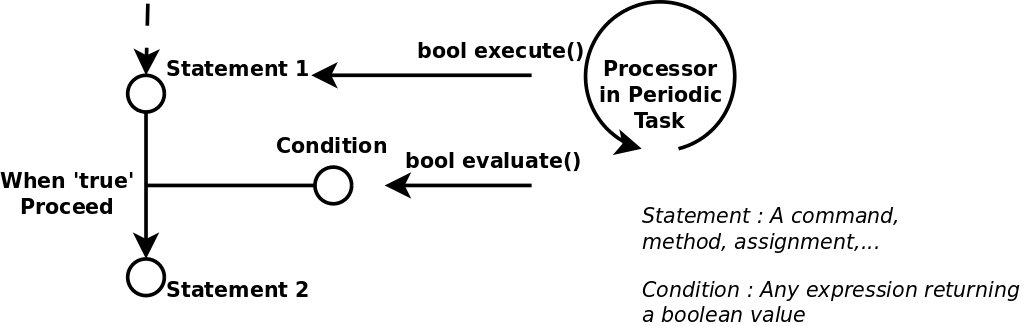 bool execute()
Statement 1
Processor
in Periodic
Task
Condition
bool evaluate()
When 'true'
Proceed
Statement 2
Statement : A command,
method, assignment,...
Condition : Any expression returning
a boolean value